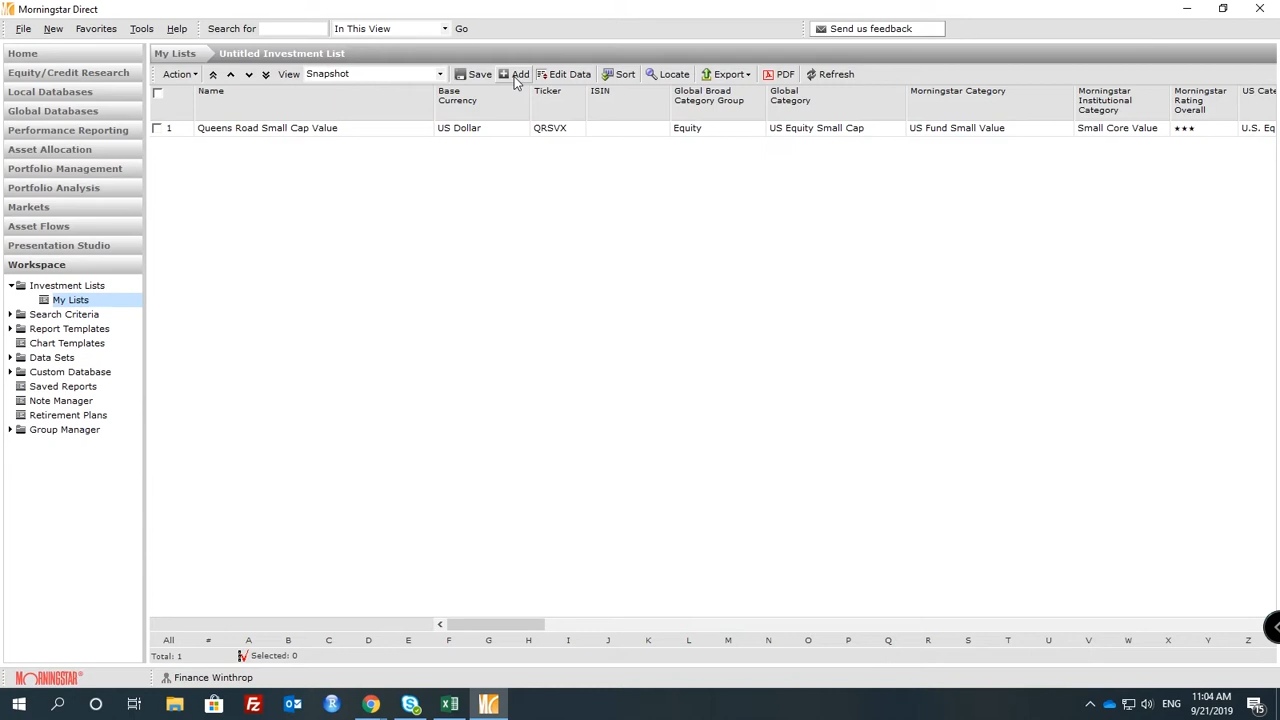 Morningstar Direct
File New Favorites Tools Help Search for In This View Go Send us feedback
Home
Equity/Credit Research
Local Databases
Global Databases
Performance Reporting
Asset Allocation
Portfolio Management
Portfolio Analysis
Markets
Asset Flows
Presentation Studio
Workspace
Investment Lists
My Lists
Search Criteria
Report Templates
Chart Templates
Data Sets
Custom Database
Saved Reports
Note Manager
Retirement Plans
Group Manager
My Lists Untitled Investment List
Action View Snapshot Save Add Edit Data Sort Locate Export PDF Refresh
Name
Base
Currency
Ticker
ISIN
Global Broad
Category Group
Global
Category
Morningstar Category
Morningstar
Institutional
Category
Morningstar
Rating
Overall
US Cate
1 Queens Road Small Cap Value US Dollar QRSVX Equity US Equity Small Cap US Fund Small Value Small Core Value ★★★ U.S. Eq
All # A B C D E F G H I J K L M N O P Q R S T U V W X Y Z
Total: 1 Selected: 0
MORNINGSTAR® Finance Winthrop
ENG
11:04 AM
9/21/2019
15